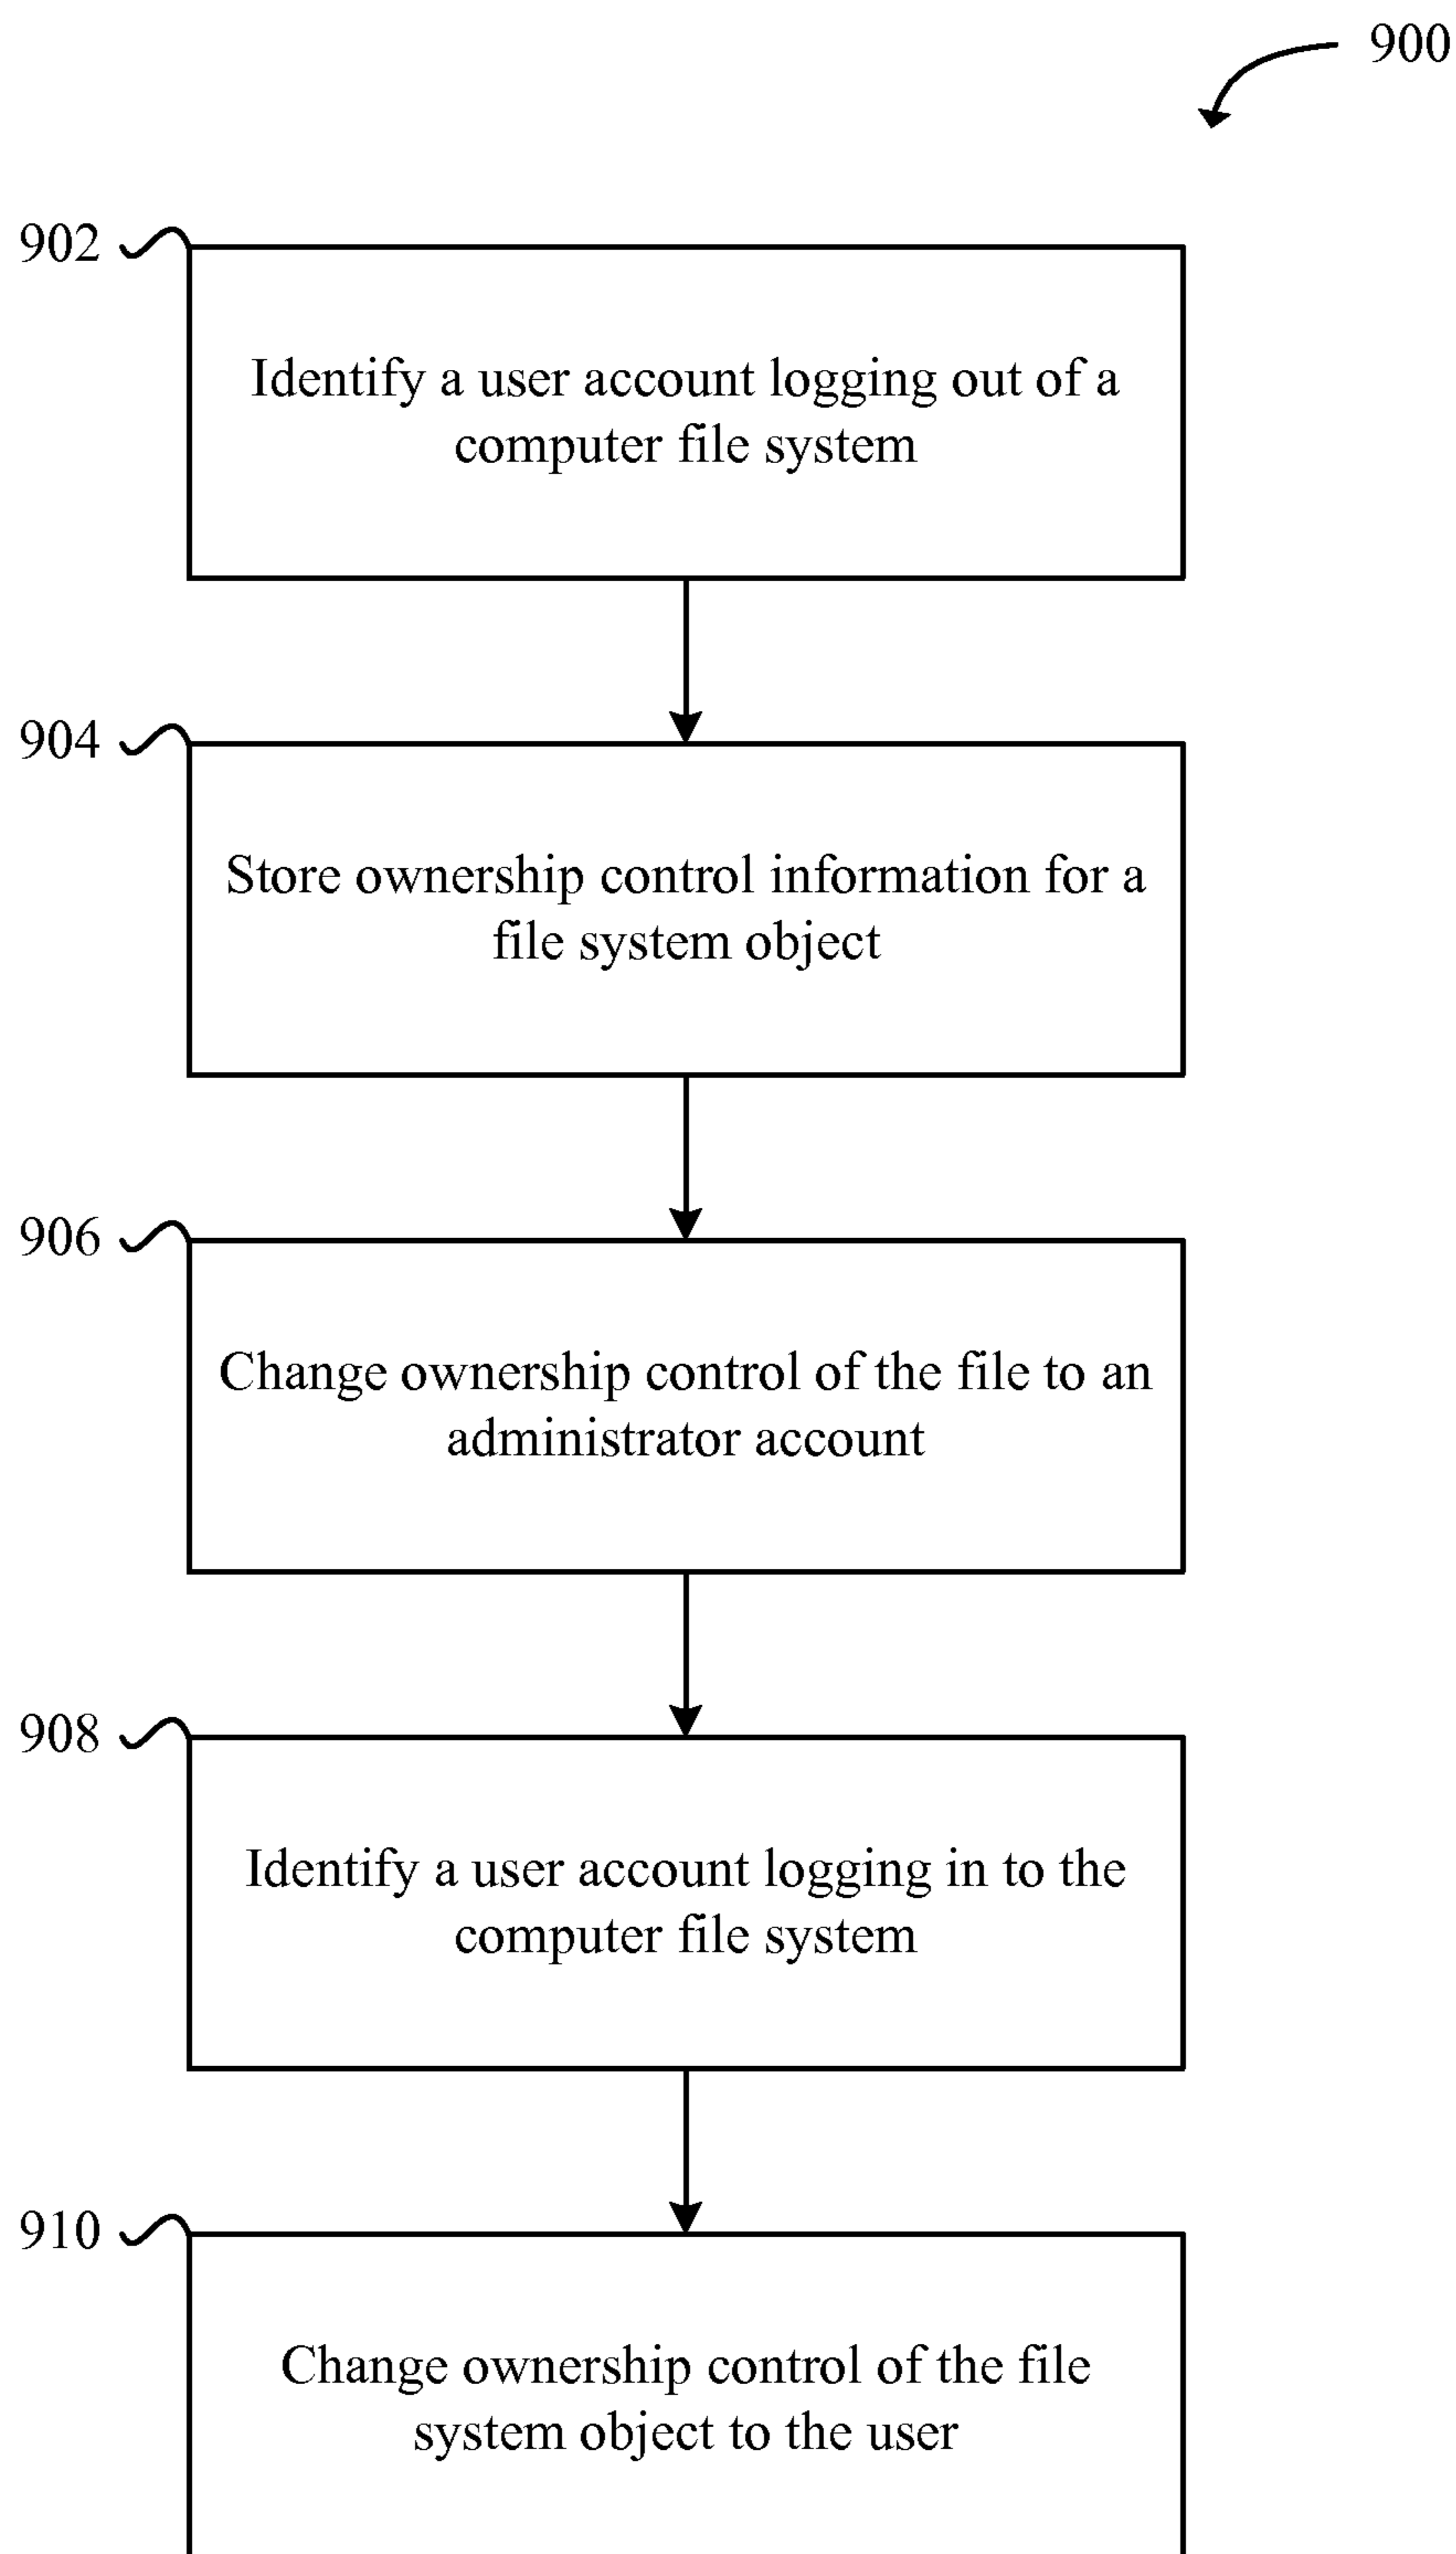 900
902
Identify a user account logging out of a
computer file system
904
Store ownership control information for a
file system object
906
Change ownership control of the file to an
administrator account
908
Identify a user account logging in to the
computer file system
910
Change ownership control of the file
system object to the user